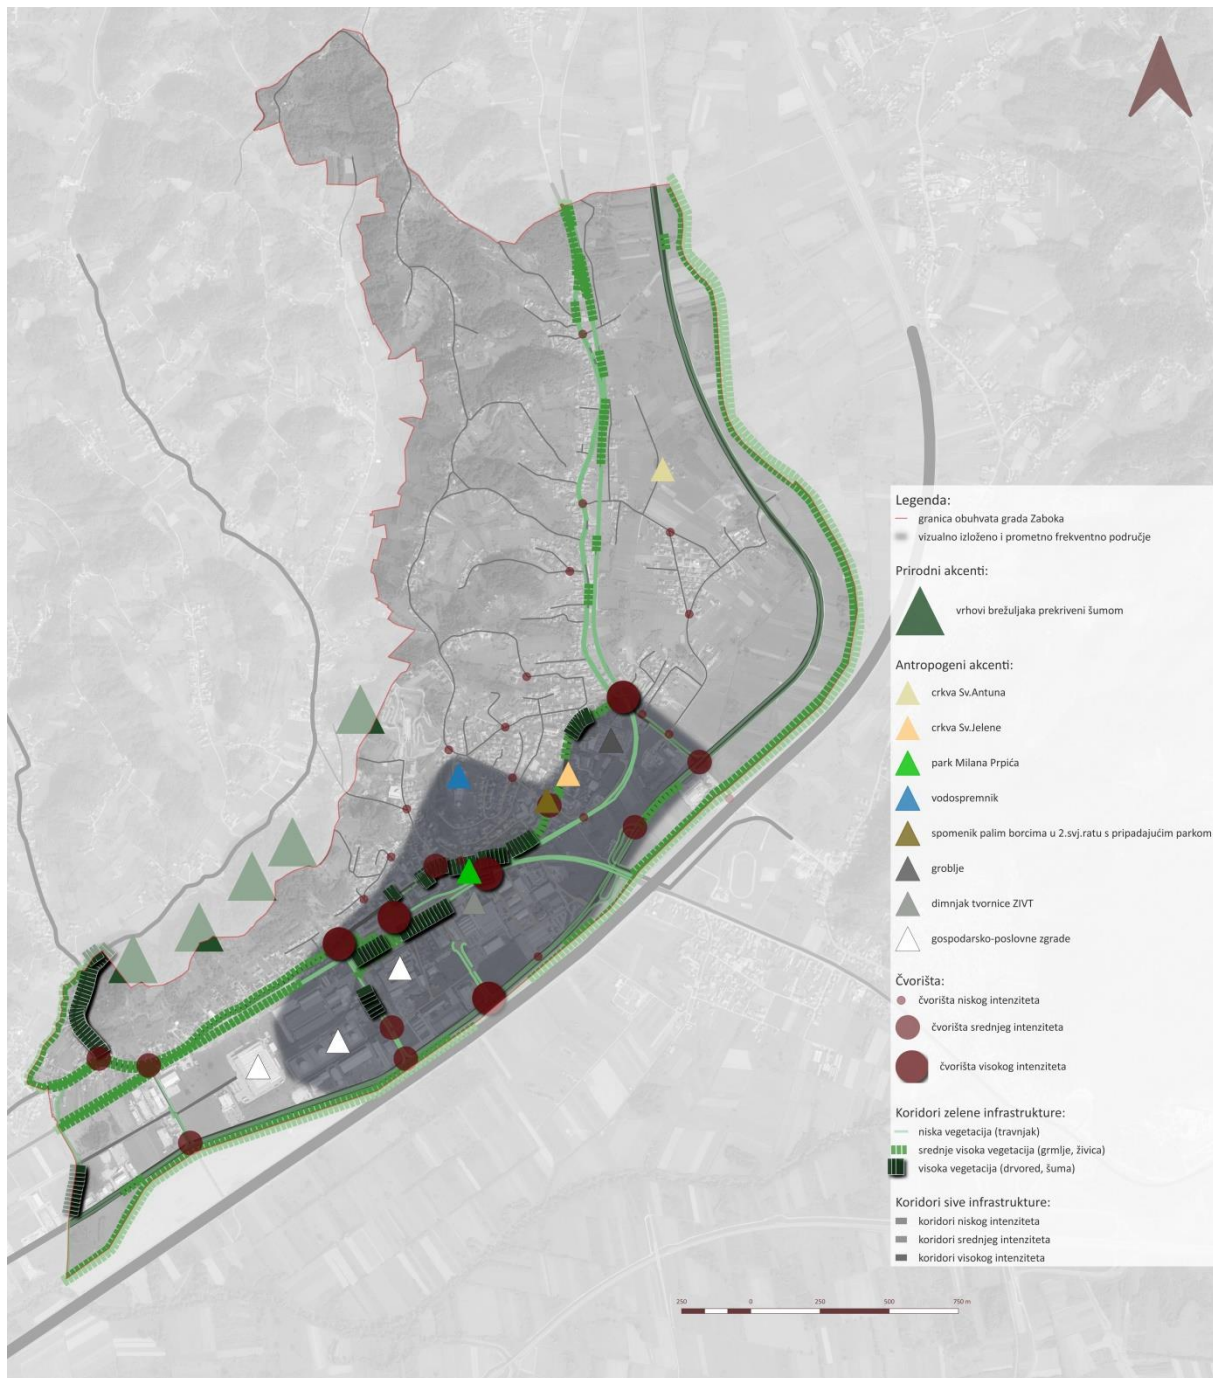 Legenda:
granica obuhvata grada Zaboka
vizualno izloženo i prometno frekventno područje
Prirodni akcenti:
vrhovi brežuljaka prekriveni šumom
Antropogeni akcenti:
crkva Sv.Antuna
crkva Sv.Jelene
park Milana Prpića
vodospremnik
spomenik palim borcima u 2.svj.ratu s pripadajućim parkom
groblje
dimnjak tvornice ZIVT
gospodarsko-poslovne zgrade
Čvorišta:
čvorišta niskog intenziteta
čvorišta srednjeg intenziteta
čvorišta visokog intenziteta
Koridori zelene infrastrukture:
niska vegetacija (travnjak)
srednje visoka vegetacija (grmlje, živica)
visoka vegetacija (drvored, šuma)
Koridori sive infrastrukture:
koridori niskog intenziteta
koridori srednjeg intenziteta
koridori visokog intenziteta
250 0 250 500 750 m